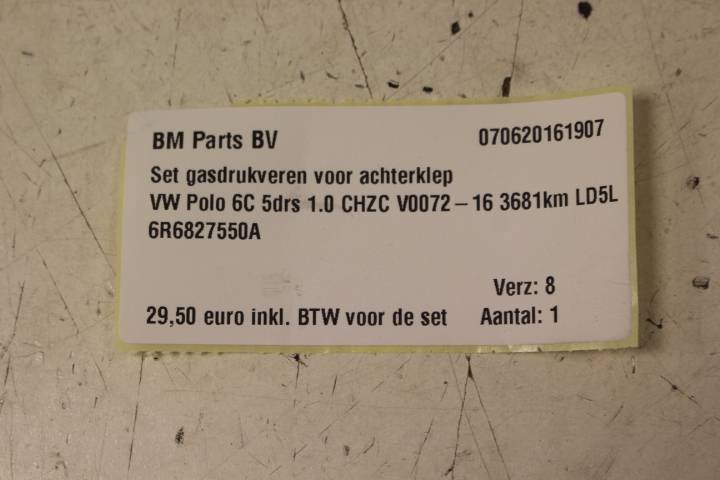 BM Parts BV 070620161907
Set gasdrukveren voor achterklep
VW Polo 6C 5drs 1.0 CHZC V0072 – 16 3681km LD5L
6R6827550A
Verz: 8
29,50 euro inkl. BTW voor de set Aantal: 1